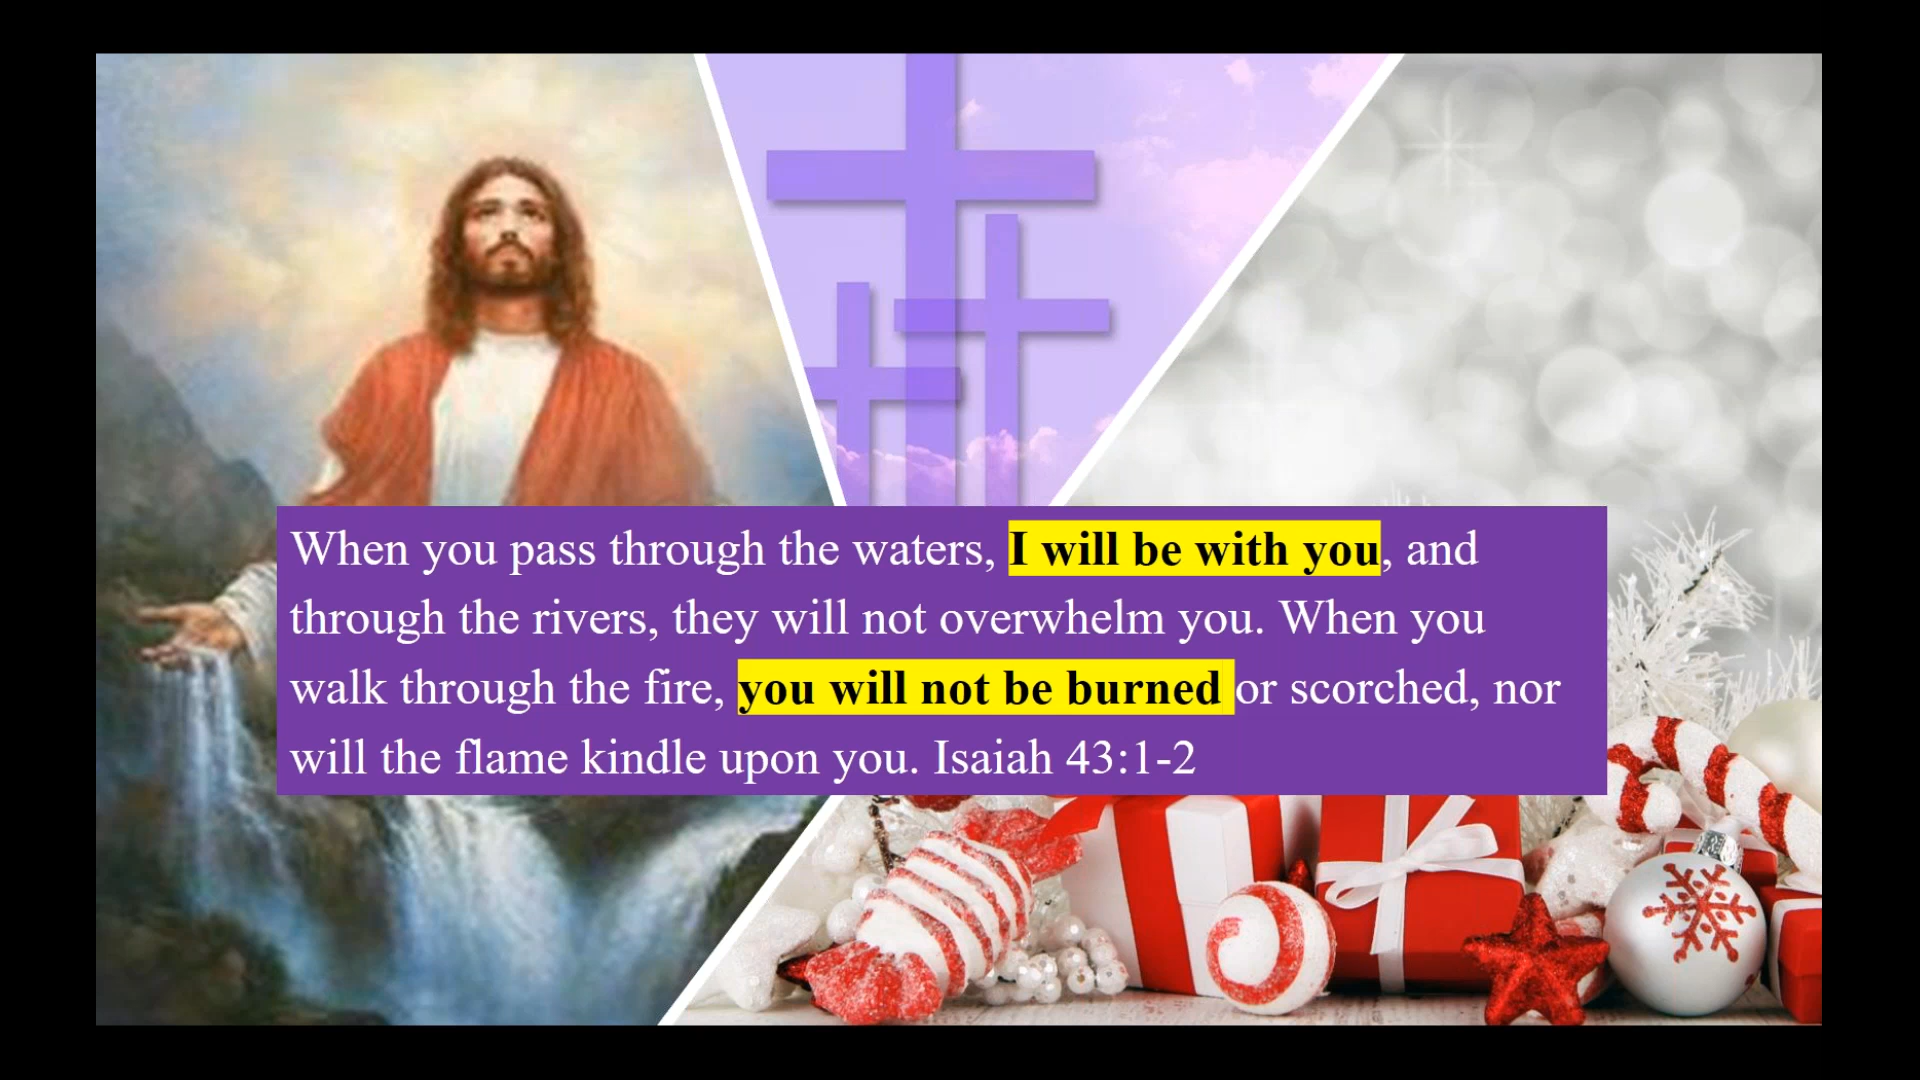 When you pass through the waters, I will be with you, and
through the rivers, they will not overwhelm you. When you
walk through the fire, you will not be burned or scorched, nor
will the flame kindle upon you. Isaiah 43:1-2